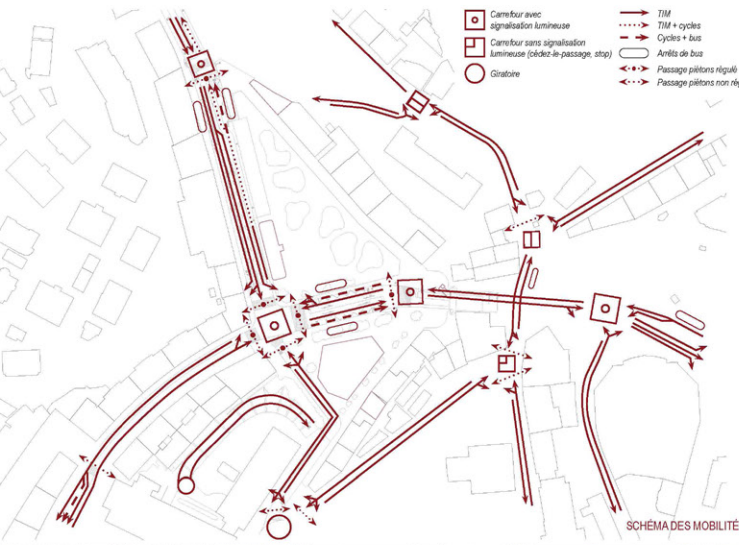 Carrefour avec
signalisation lumineuse
Carrefour sans signalisation
lumineuse (cédez-le-passage, stop)
Giratoire
TIM
TIM + cycles
Cycles + bus
Arrêts de bus
Passage piétons régulé
Passage piétons non rég
SCHÉMA DES MOBILITÉ